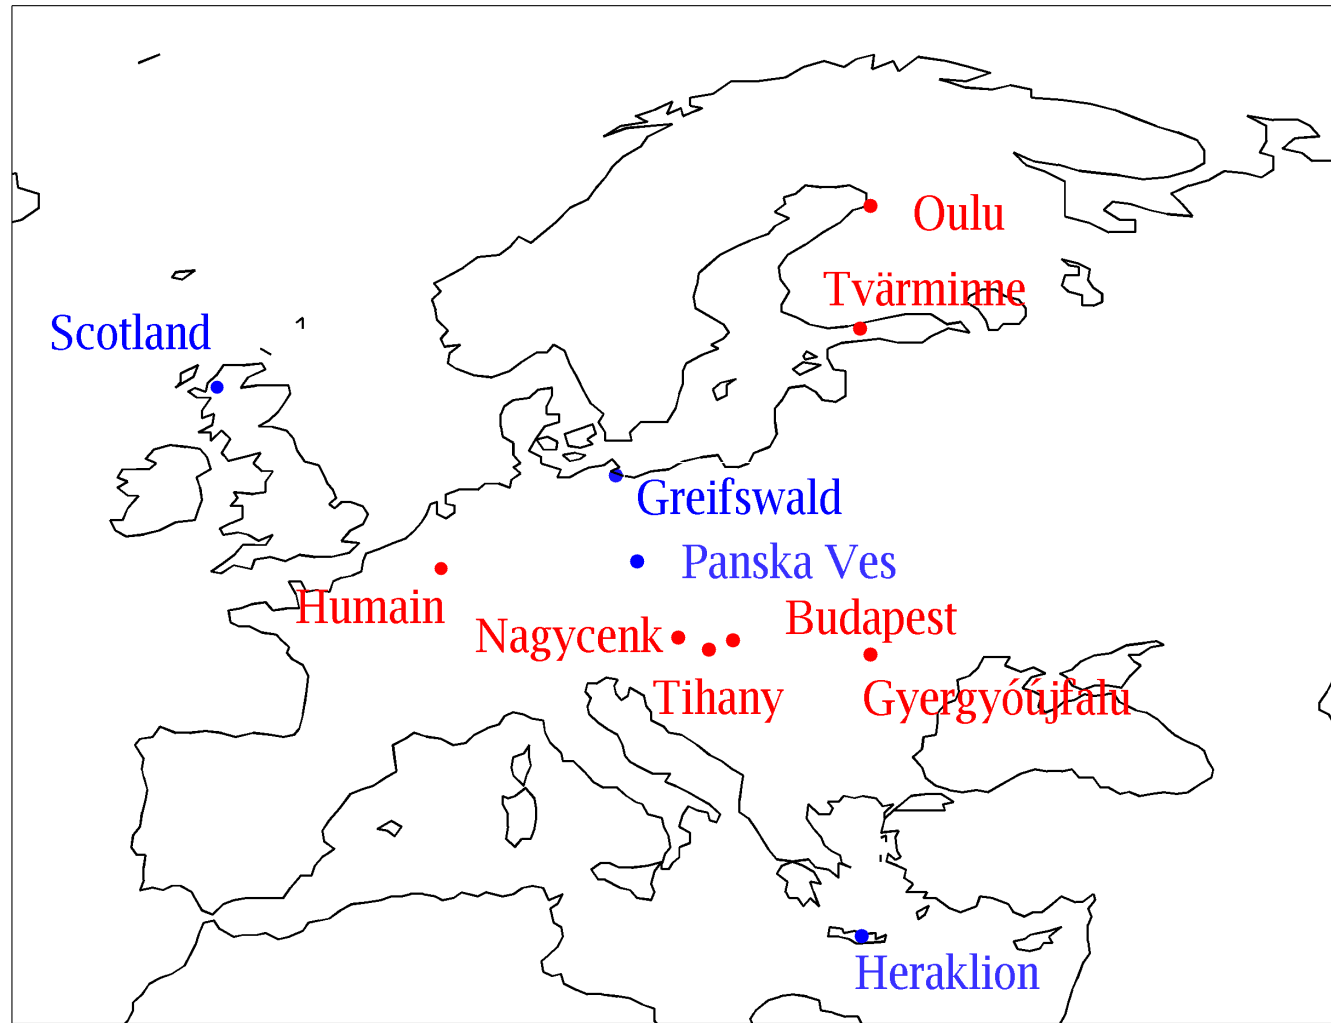 Oulu
Tvärminne
Scotland
Greifswald
Panska Ves
Humain
Budapest
Nagycenk
Tihany
Gyergyóújfalu
Heraklion